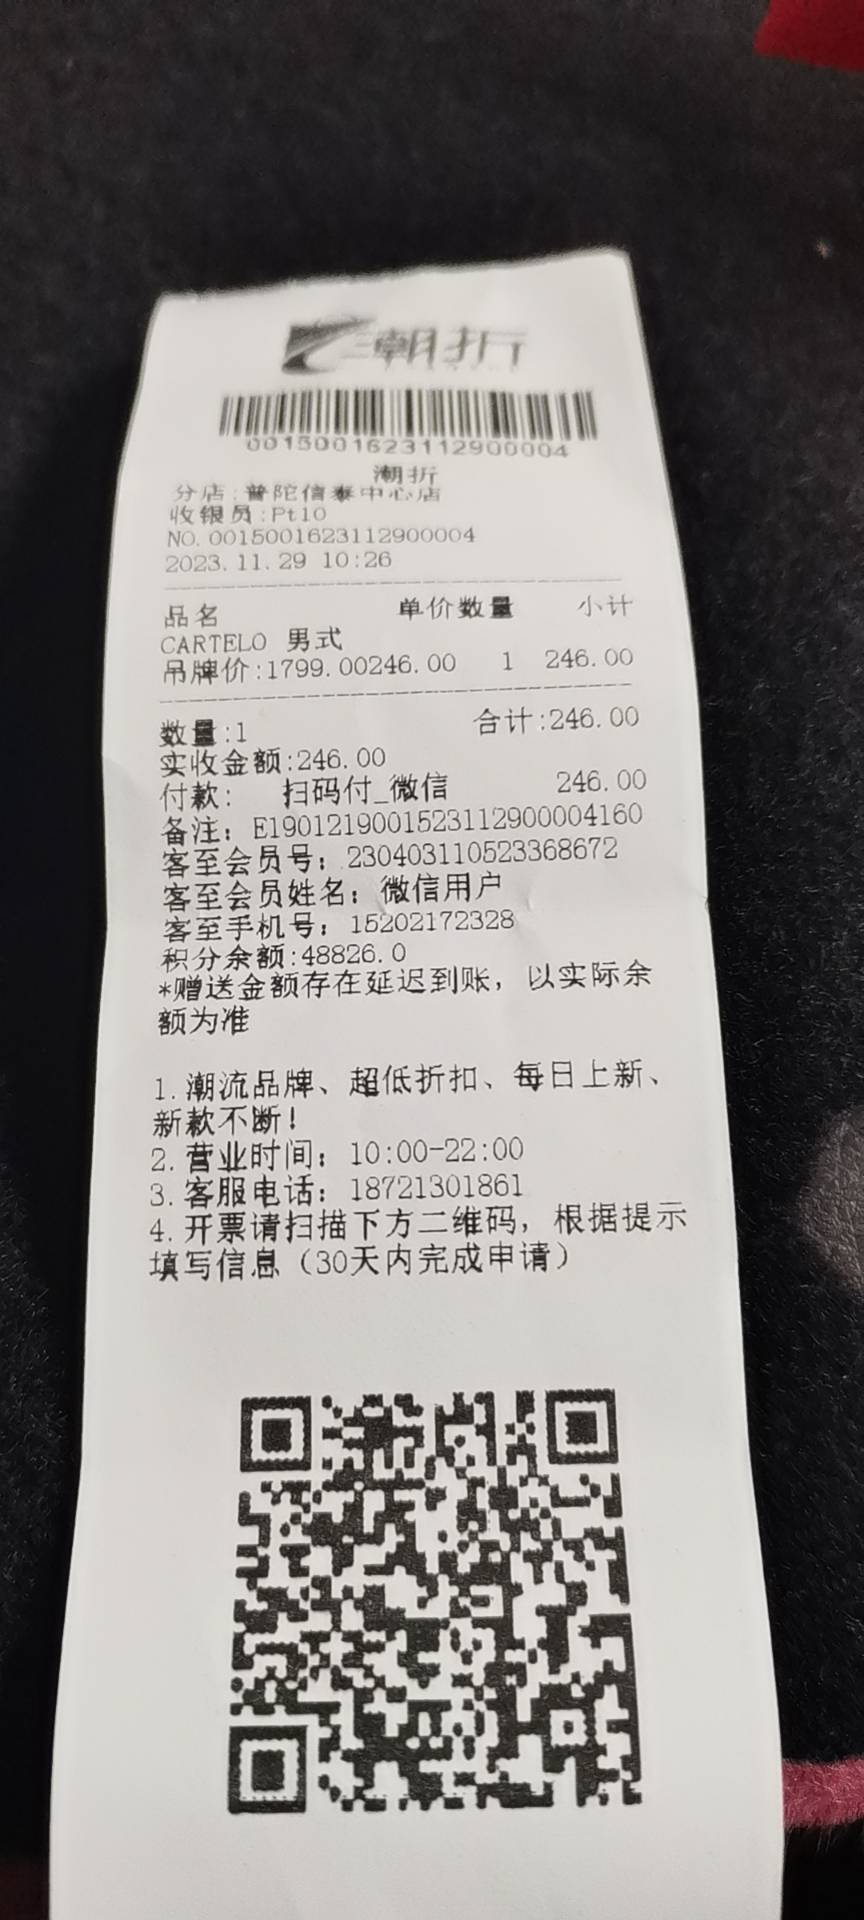 潮折
0015001623112900004
潮折
分店:普陀信泰中心店
收银员:Pt10
NO.0015001623112900004
2023.11.29 10:26
品名 单价数量 小计
CARTELO 男式
吊牌价:1799.00246.00 1 246.00
数量:1 合计:246.00
实收金额:246.00
付款: 扫码付_微信 246.00
备注：E19012190015231129000041​60
客至会员号：230403110523368672
客至会员姓名：微信用户
客至手机号：15202172328
积分余额:48826.0
*赠送金额存在延迟到账，以实际余
额为准
1.潮流品牌、超低折扣、每日上新、
新款不断!
2.营业时间：10:00-22:00
3.客服电话：18721301861
4.开票请扫描下方二维码，根据提示
填写信息（30天内完成申请）